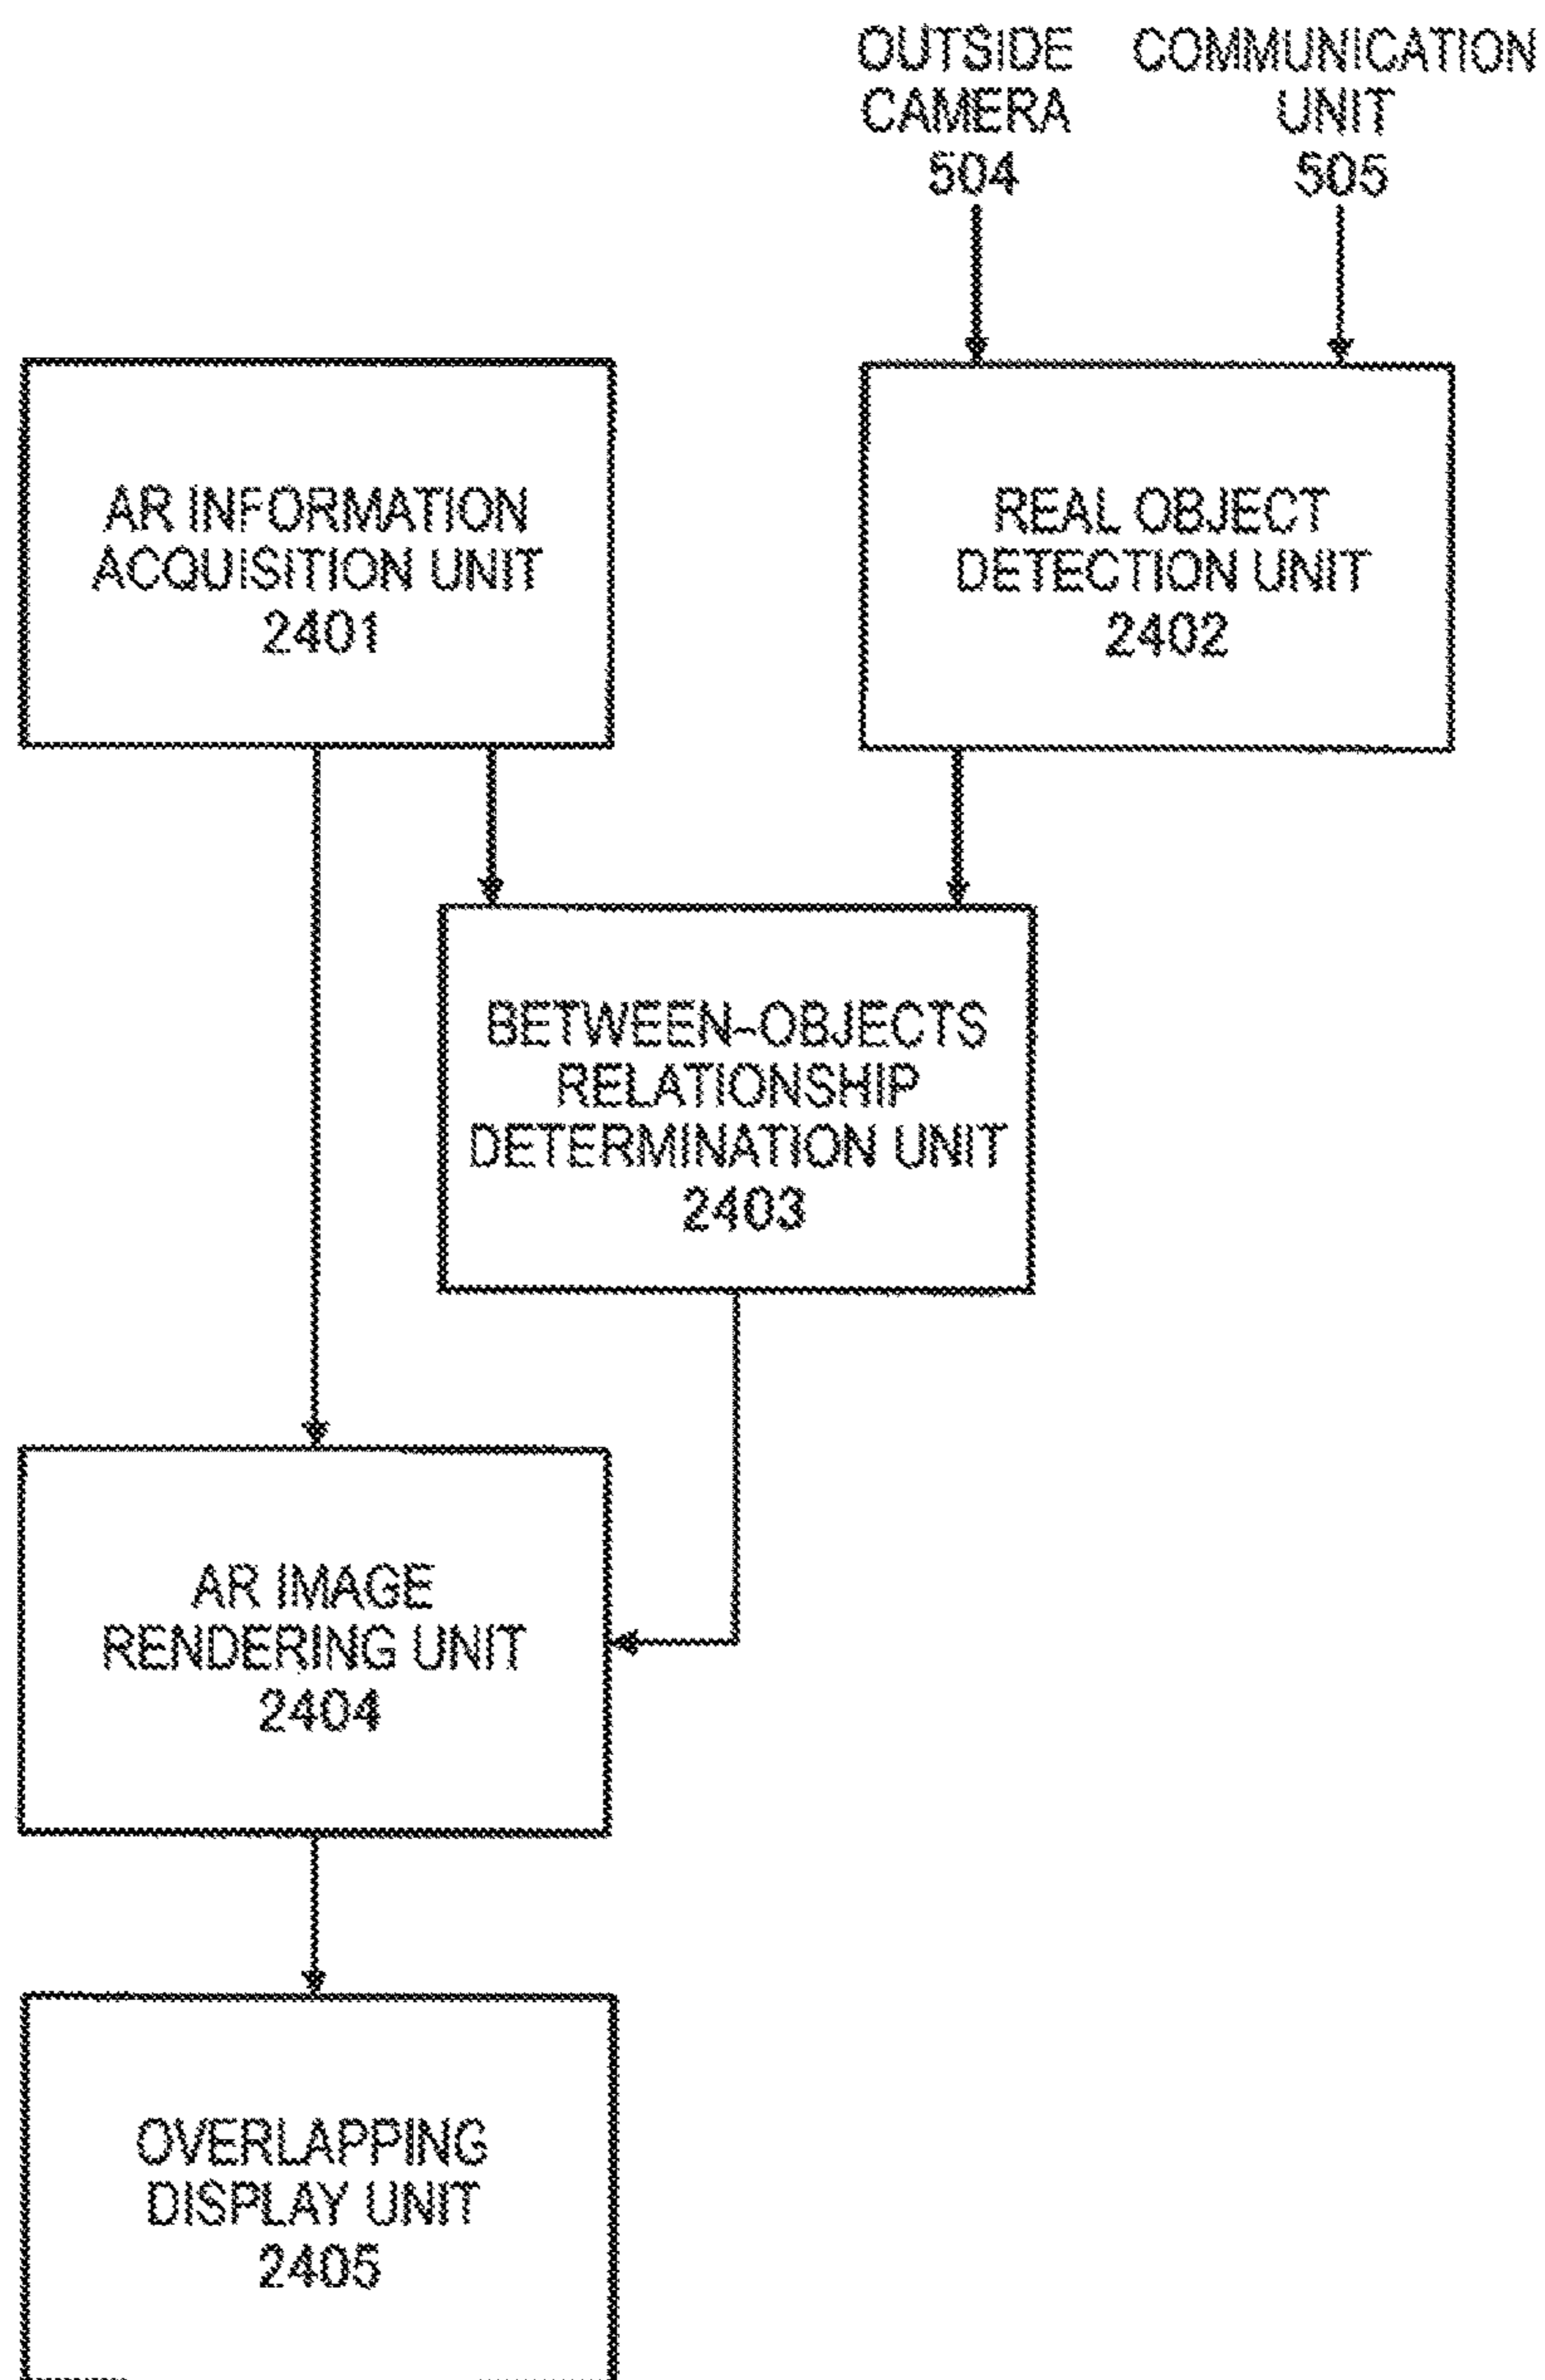 OUTSIDE
CAMERA
504
COMMUNICATION
UNIT
505
AR INFORMATION
ACQUISITION UNIT
2401
REAL OBJECT
DETECTION UNIT
2402
BETWEEN-OBJECTS
RELATIONSHIP
DETERMINATION UNIT
2403
AR IMAGE
RENDERING UNIT
2404
OVERLAPPING
DISPLAY UNIT
2405